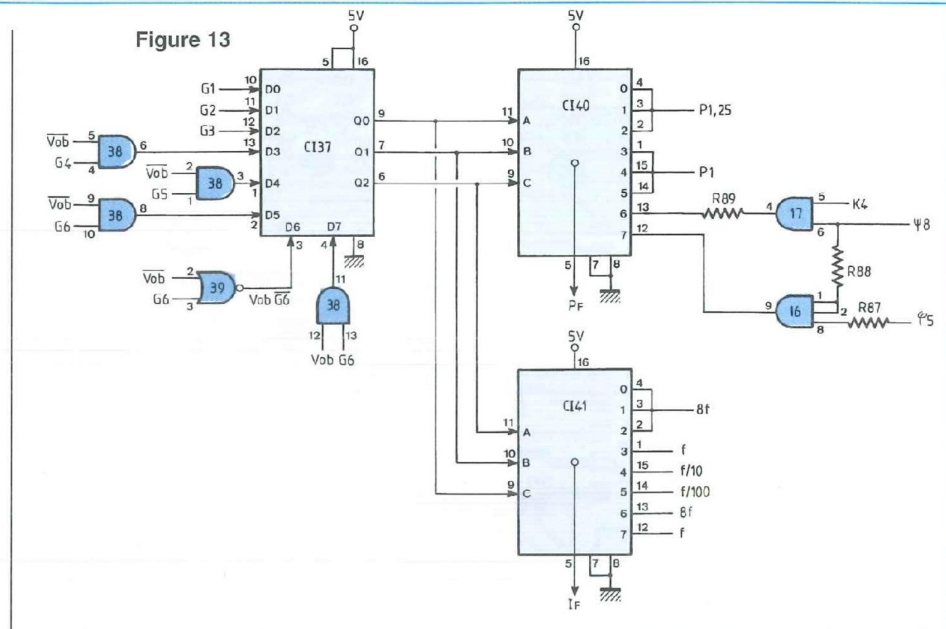 Figure 13
5V
5 16
G1 10 D0
G2 11 D1
G3 12 D2
13 D3
D4
1
D5
2
D6 D7
3 4
8
CI37
Q0 9
Q1 7
Q2 6
Vob 5
G4 4
38 6
Vob 2
G5 1
38 3
Vob 9
G6 10
38 8
Vob 2
G6 3
39
Vob G6
11
38
12 13
Vob G6
5V
16
CI40
11 A
10 B
9 C
0 4
1 3
2 2
P1,25
3 1
4 15
5 14
P1
6 13
7 12
5 7 8
PF
R89
4 17 5 K4
6 Ψ8
R88
9 16 1
2
8 R87 φ5
5V
16
CI41
11 A
10 B
9 C
0 4
1 3
2 2
8f
3 1 f
4 15 f/10
5 14 f/100
6 13 8f
7 12 f
5 7 8
IF